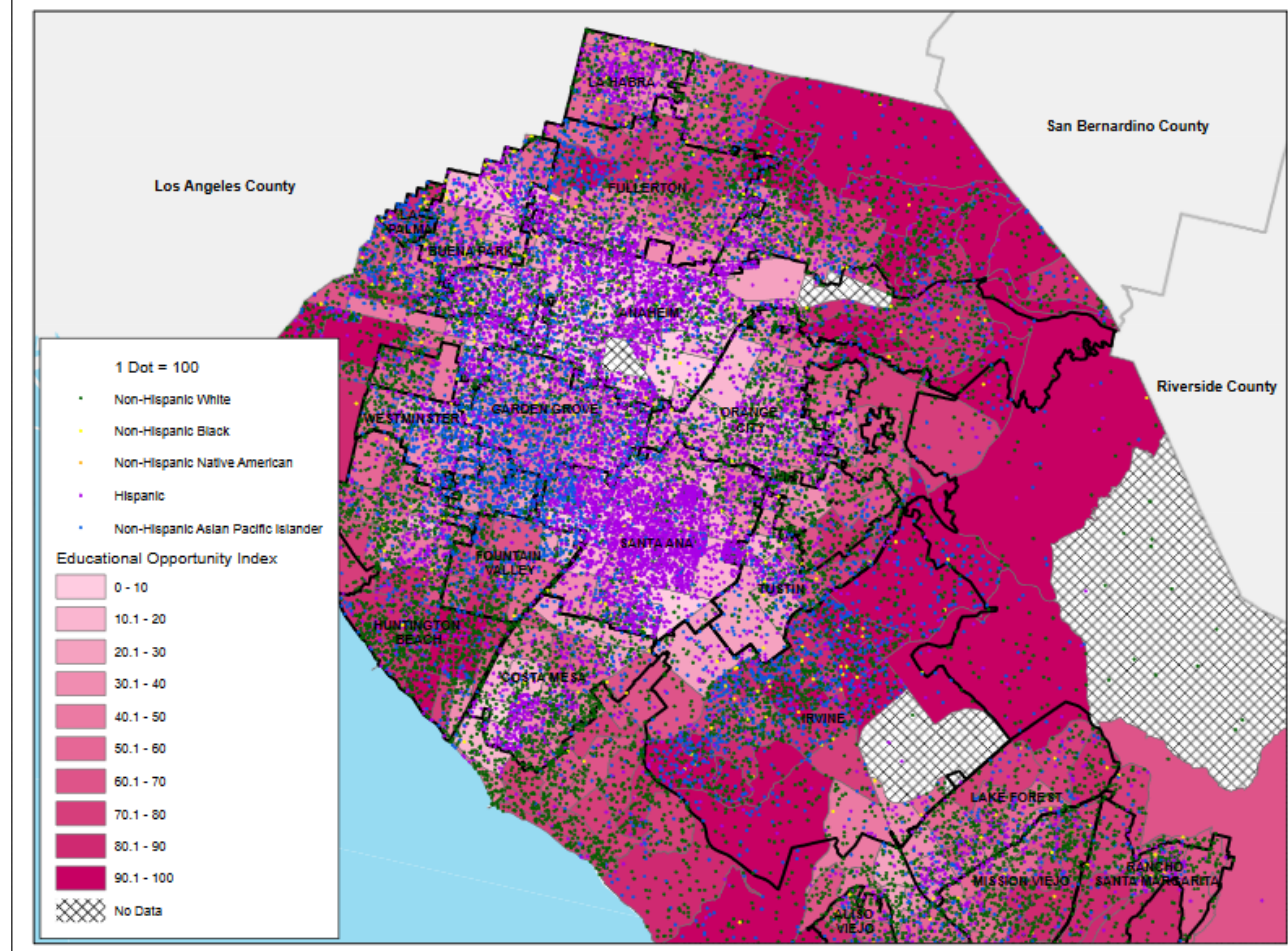 LA HABRA
San Bernardino County
Los Angeles County
FULLERTON
LA
PALMA
BUENA PARK
ANAHEIM
Riverside County
1 Dot = 100
Non-Hispanic White
Non-Hispanic Black
Non-Hispanic Native American
Hispanic
Non-Hispanic Asian Pacific Islander
Educational Opportunity Index
0 - 10
10.1 - 20
20.1 - 30
30.1 - 40
40.1 - 50
50.1 - 60
60.1 - 70
70.1 - 80
80.1 - 90
90.1 - 100
No Data
WESTMINSTER
GARDEN GROVE
ORANGE
CITY
SANTA ANA
FOUNTAIN
VALLEY
TUSTIN
HUNTINGTON
BEACH
COSTA MESA
IRVINE
LAKE FOREST
MISSION VIEJO
RANCHO
SANTA MARGARITA
ALISO
VIEJO